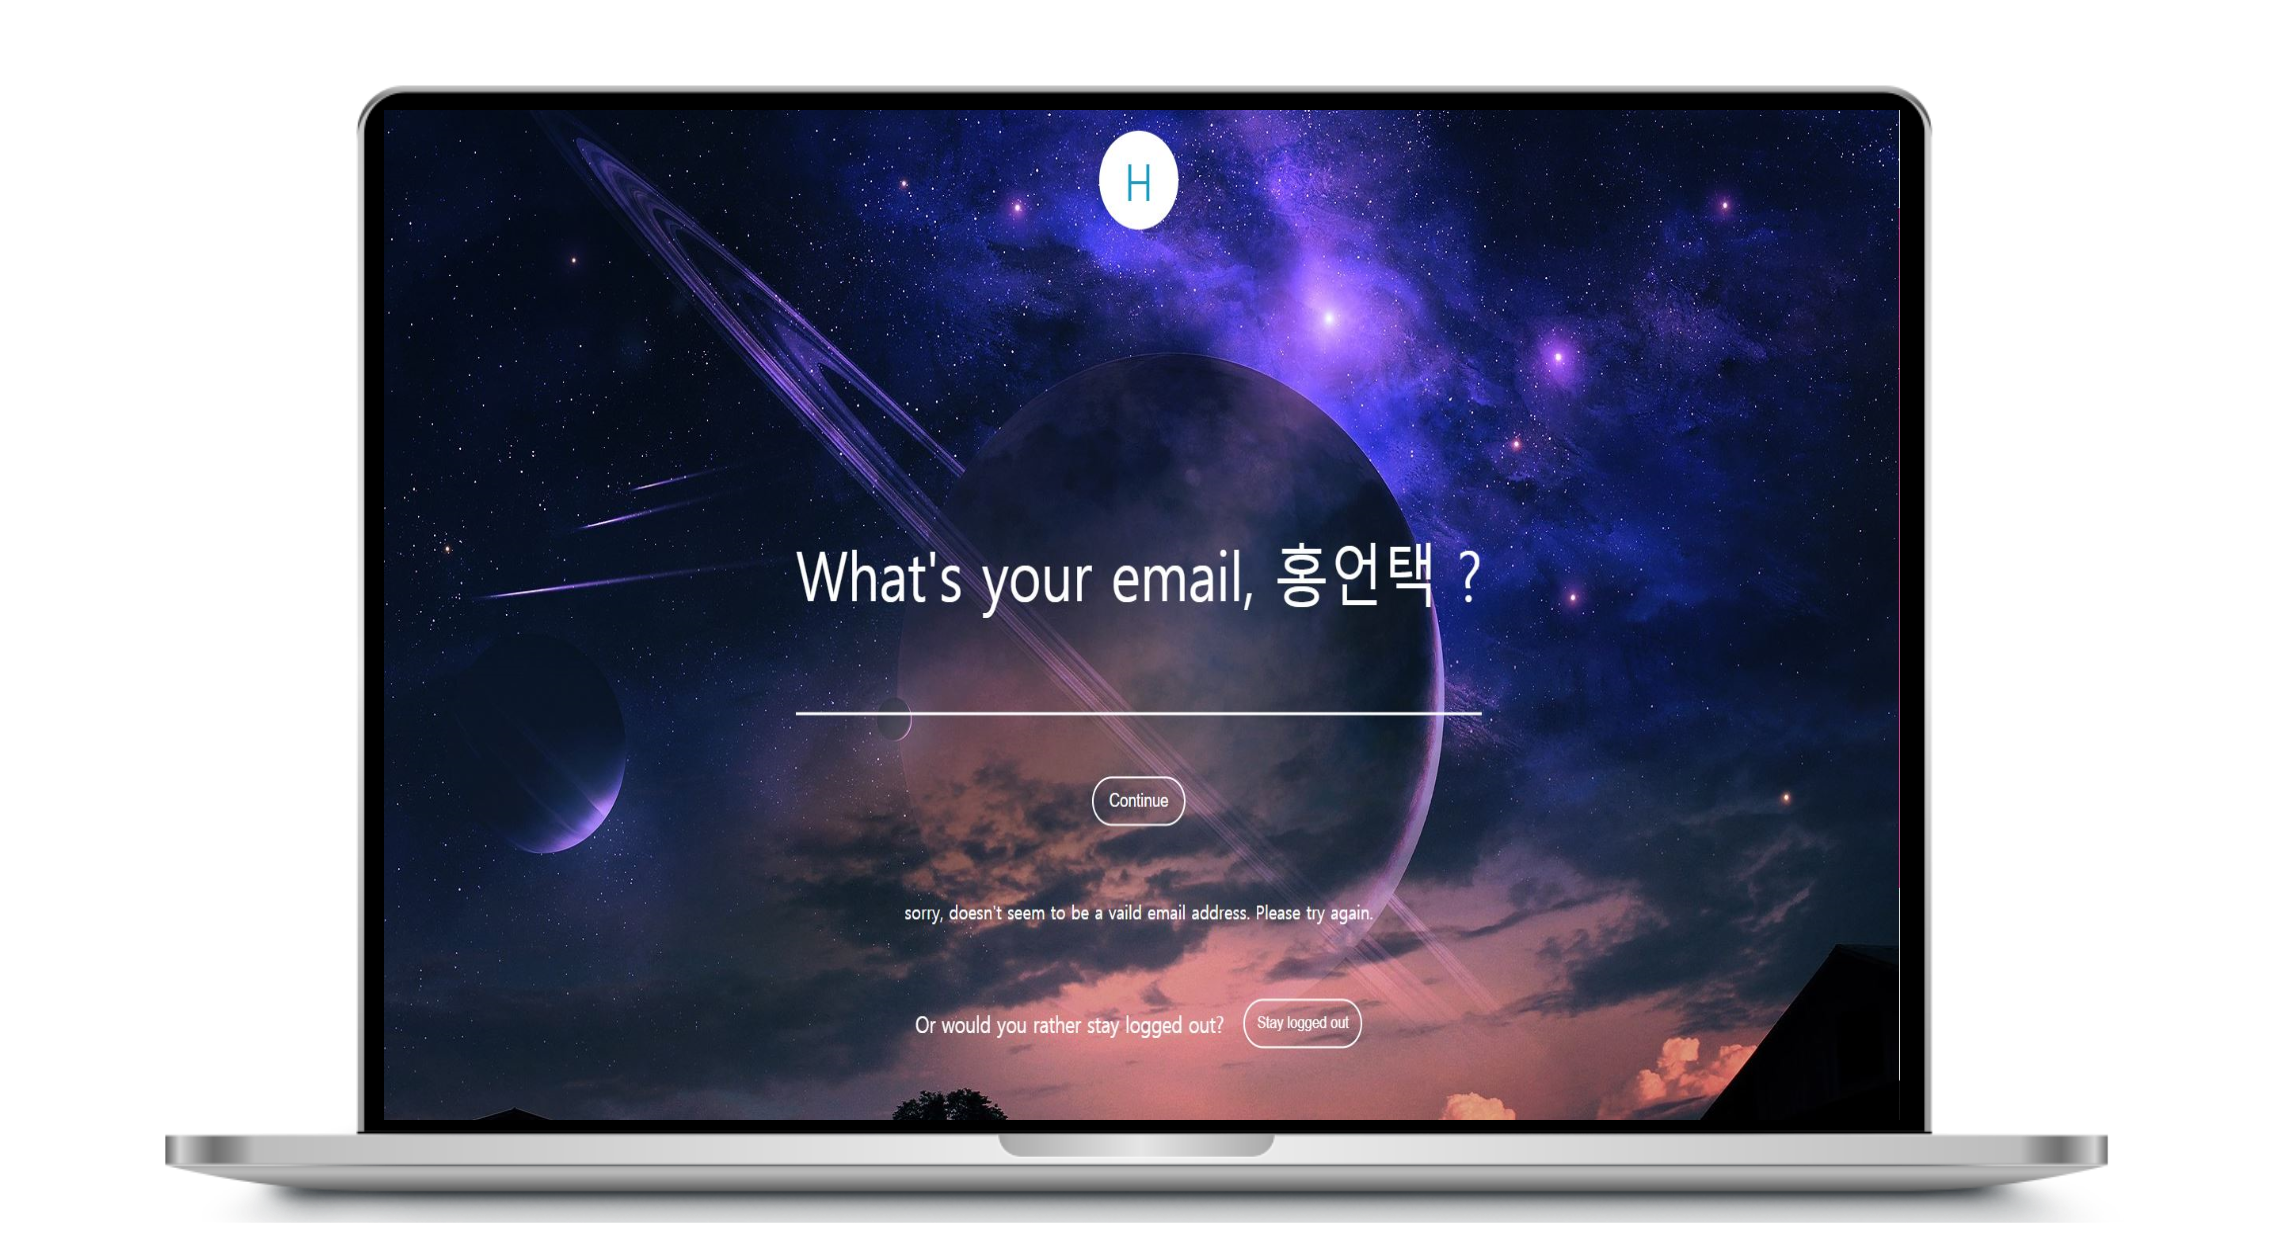 H
What's your email, 홍언택 ?
Continue
sorry, doesn't seem to be a vaild email address. Please try again.
Or would you rather stay logged out? Stay logged out